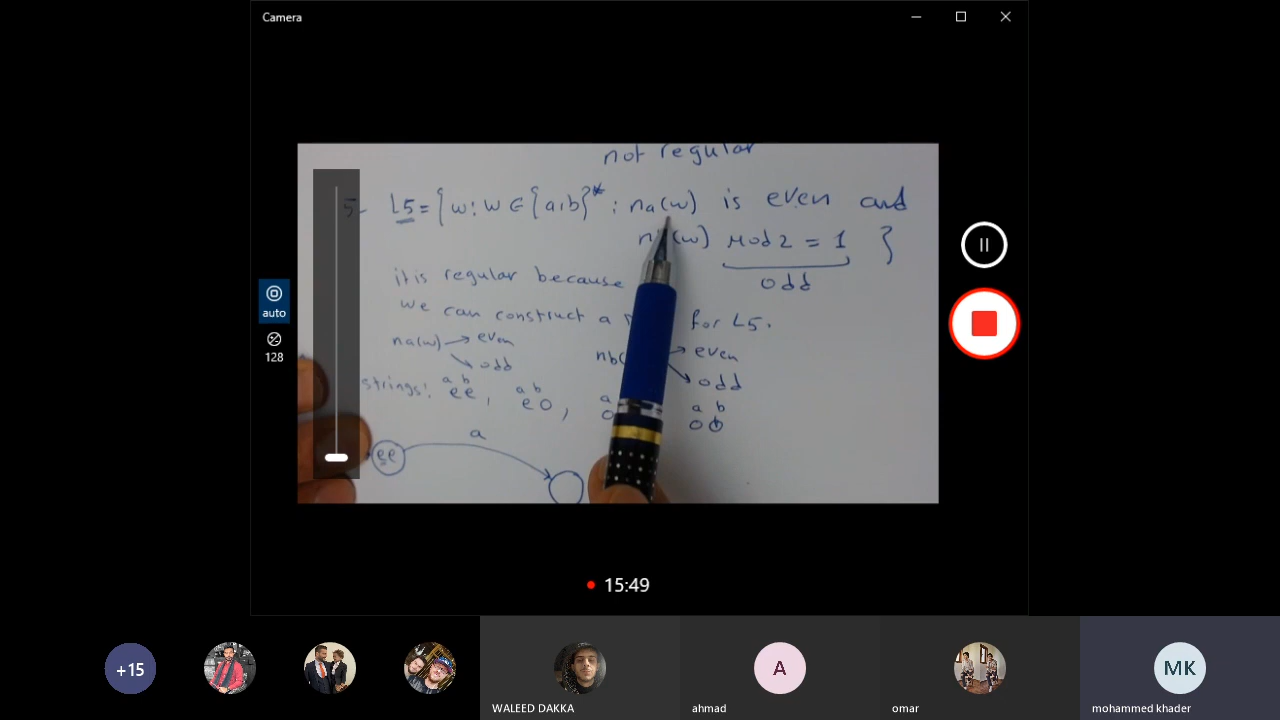 Camera
not regular
5- L5 = { w : w ∈ {a,b}* : na(w) is even and
(w) Mod 2 = 1 }
odd
it is regular because
we can construct a for L5.
na(w) → even
odd
even
odd
strings: a b ee, a b eo, a o a b oo
ee a
auto
128
15:49
+15
WALEED DAKKA
A
ahmad
omar
MK
mohammed khader